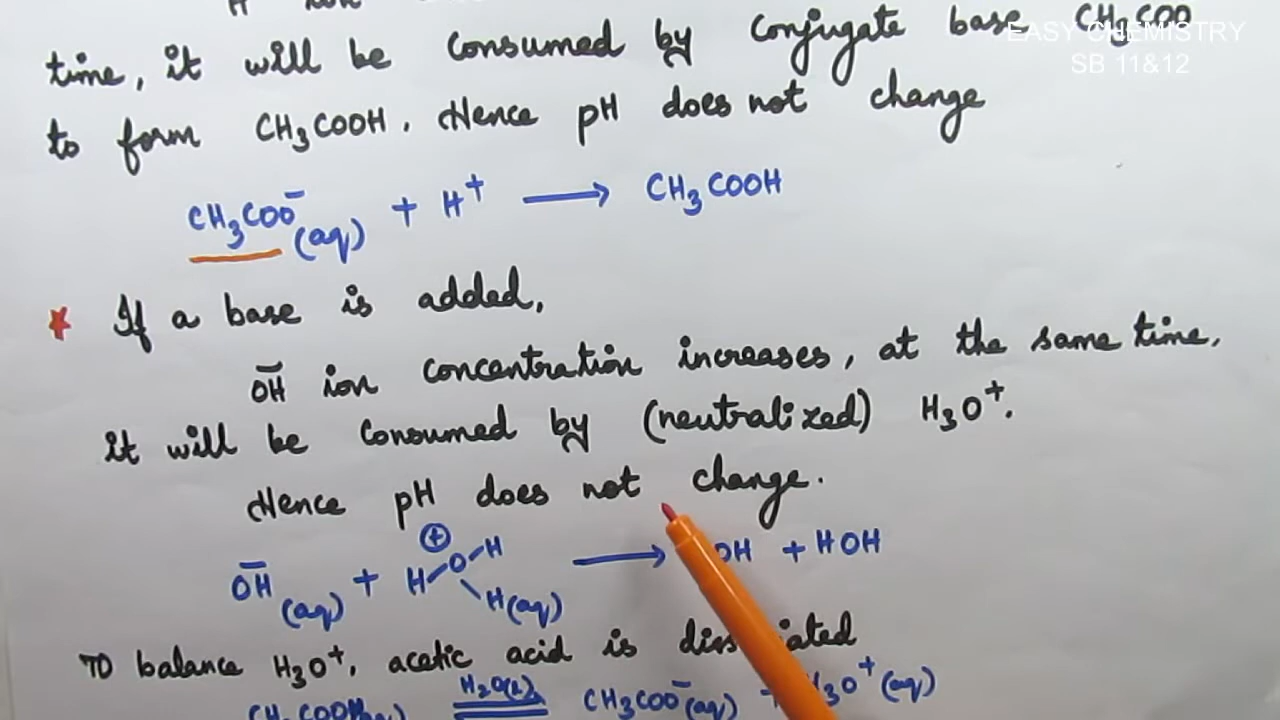 H ion
EASY CHEMISTRY
SB 11&12
time, it will be consumed by conjugate base CH₃COO
to form CH₃COOH. Hence pH does not change
CH₃COO⁻(aq) + H⁺ ⟶ CH₃COOH
* If a base is added,
O̅H̅ ion concentration increases, at the same time,
it will be consumed by (neutralized) H₃O⁺.
Hence pH does not change.
O̅H̅(aq) + H O H H(aq) ⊕ ⟶ OH + HOH
TO balance H₃O⁺, acetic acid is
CH₃COOH H₂O(l) CH₃COO⁻(aq) + H₃O⁺(aq)